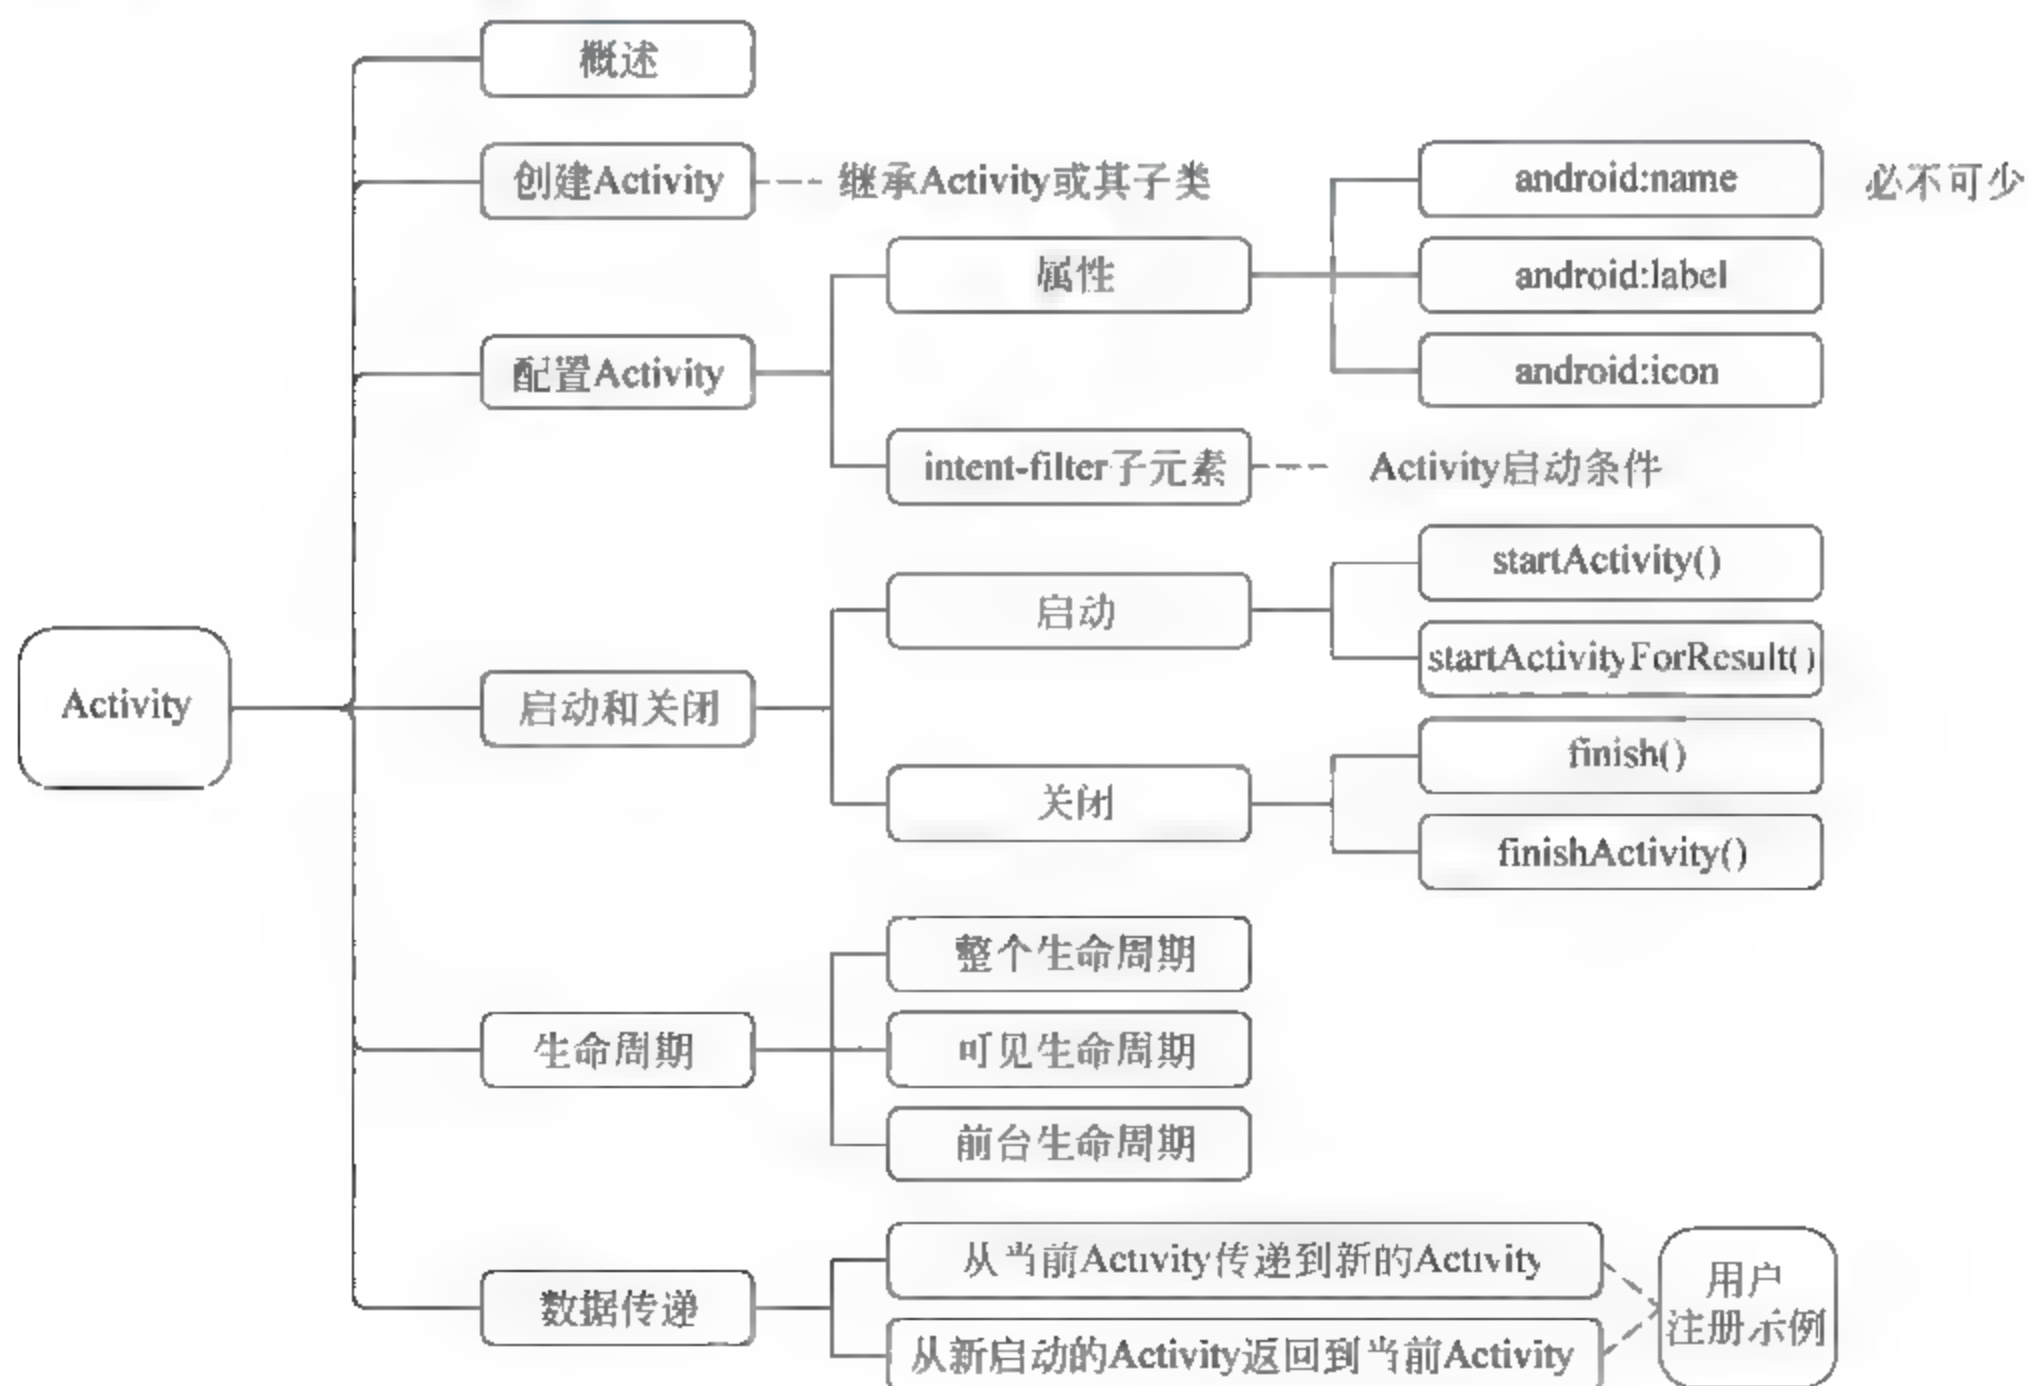 概述
创建Activity
继承Activity或其子类
android:name
必不可少
属性
android:label
配置Activity
android:icon
intent-filter子元素
Activity启动条件
startActivity()
启动
startActivityForResult()
Activity
启动和关闭
finish()
关闭
finishActivity()
整个生命周期
生命周期
可见生命周期
前台生命周期
从当前Activity传递到新的Activity
数据传递
用户
注册示例
从新启动的Activity返回到当前Activity